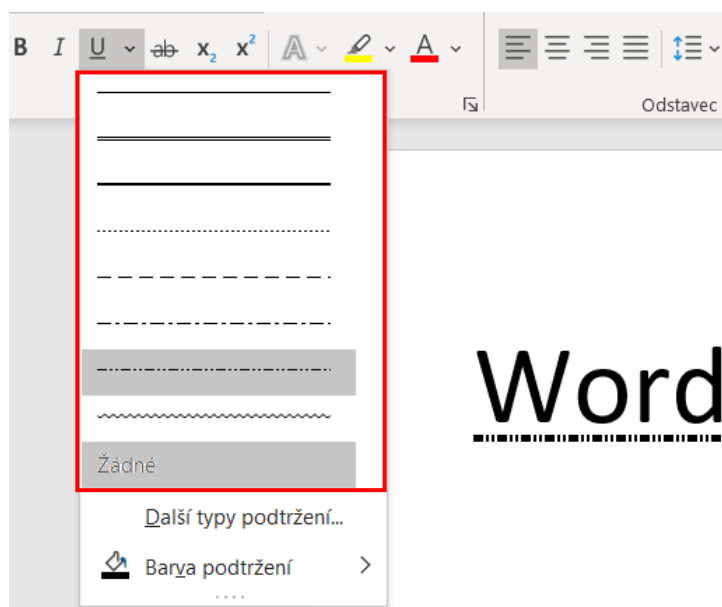 B I U ab x₂ x² A A
Odstavec
Word
Žádné
Další typy podtržení...
Barva podtržení